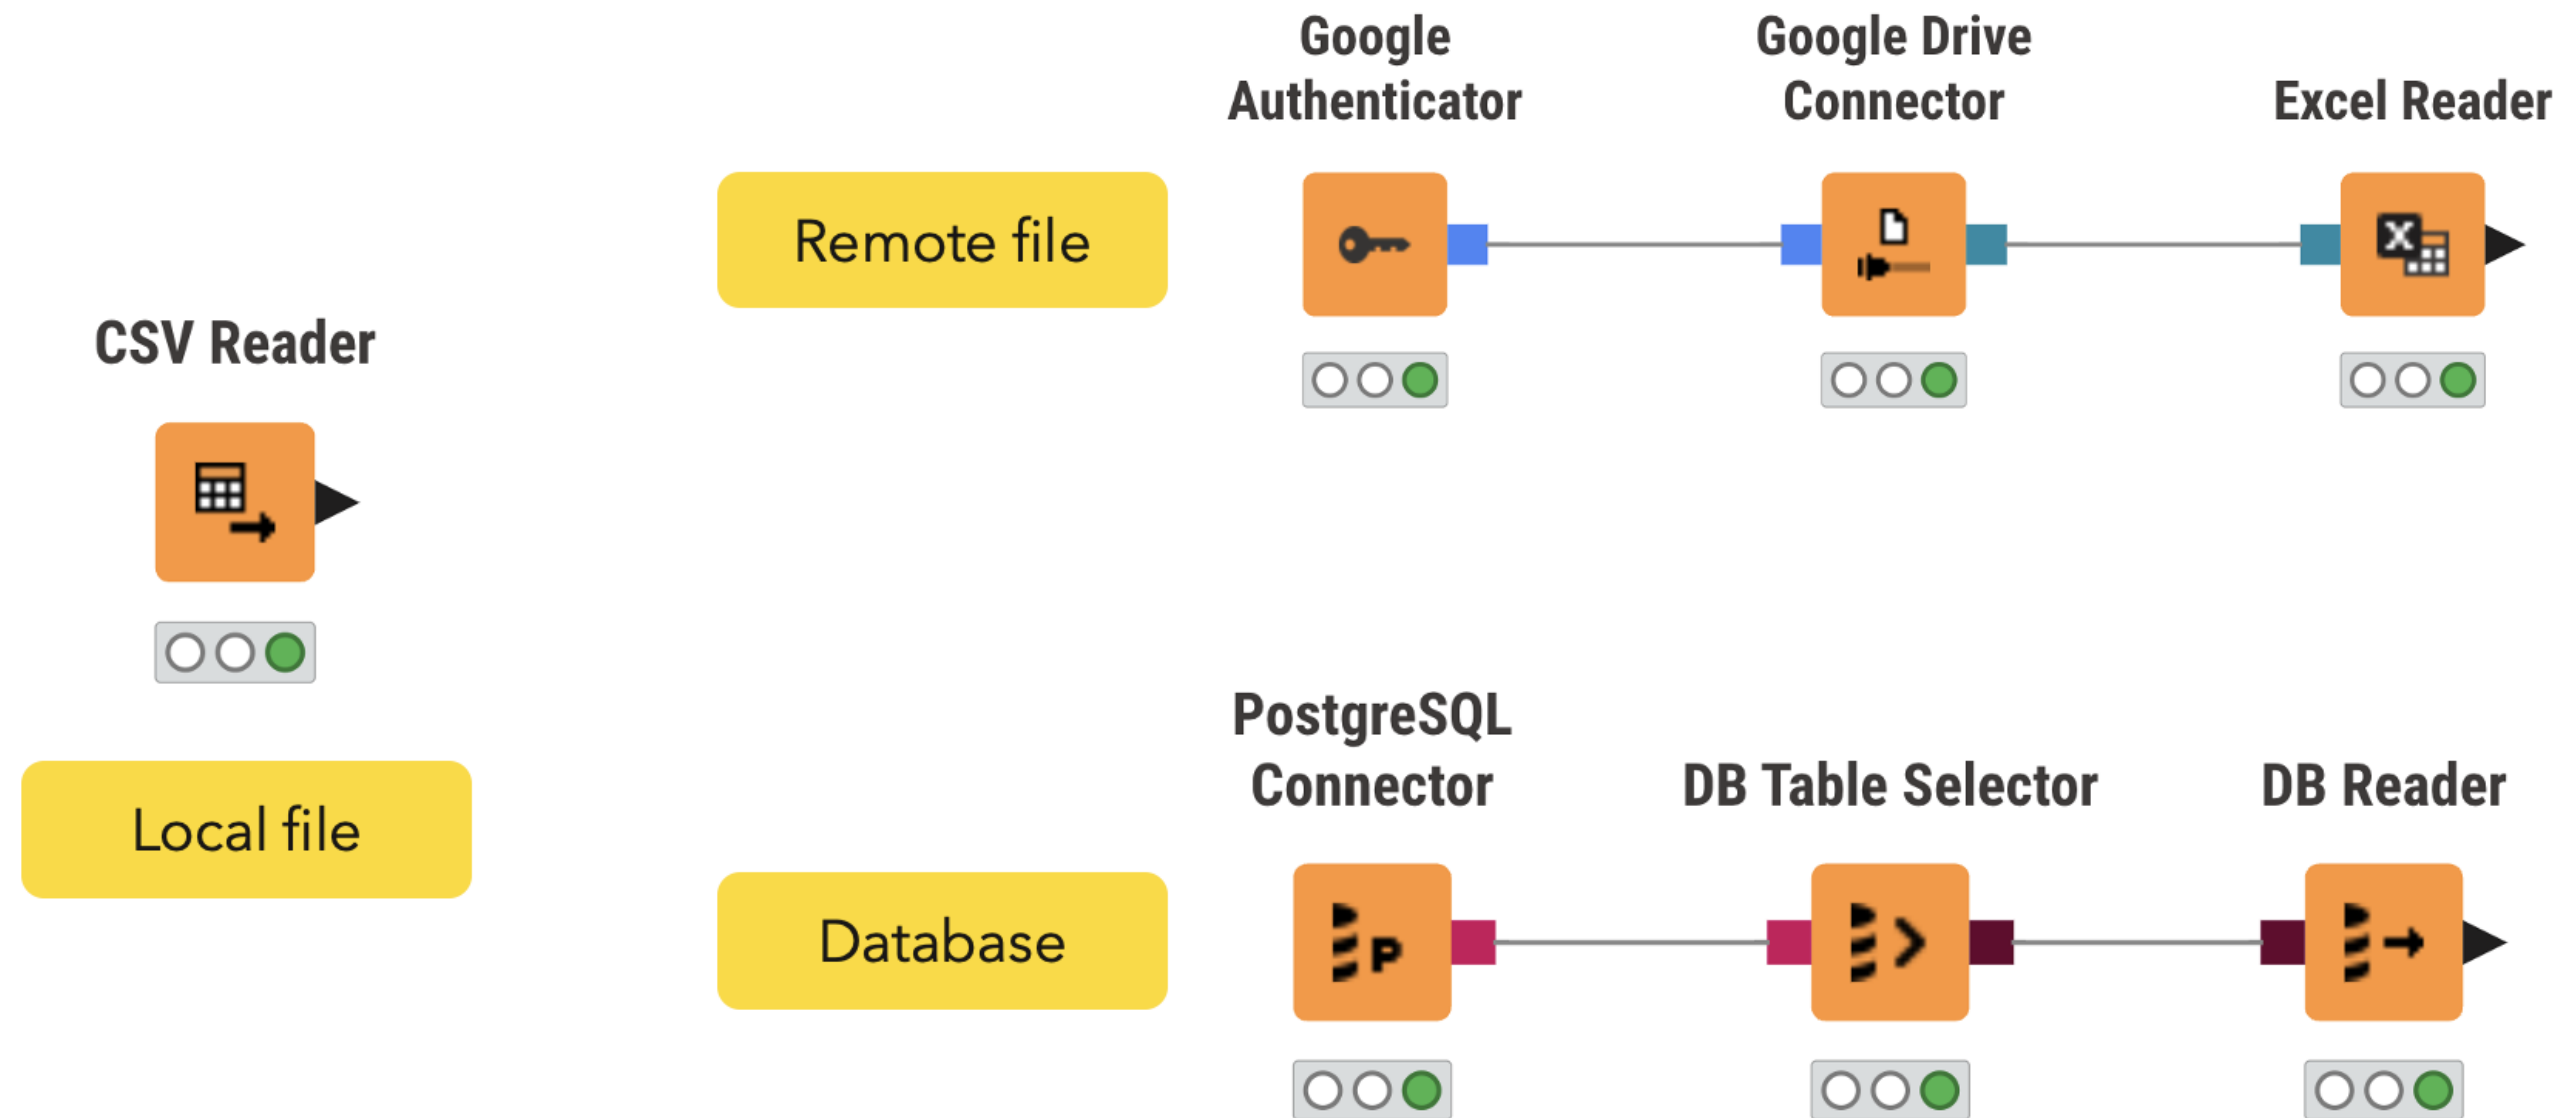 Google
Authenticator
Google Drive
Connector
Excel Reader
Remote file
CSV Reader
Local file
PostgreSQL
Connector
DB Table Selector
DB Reader
Database